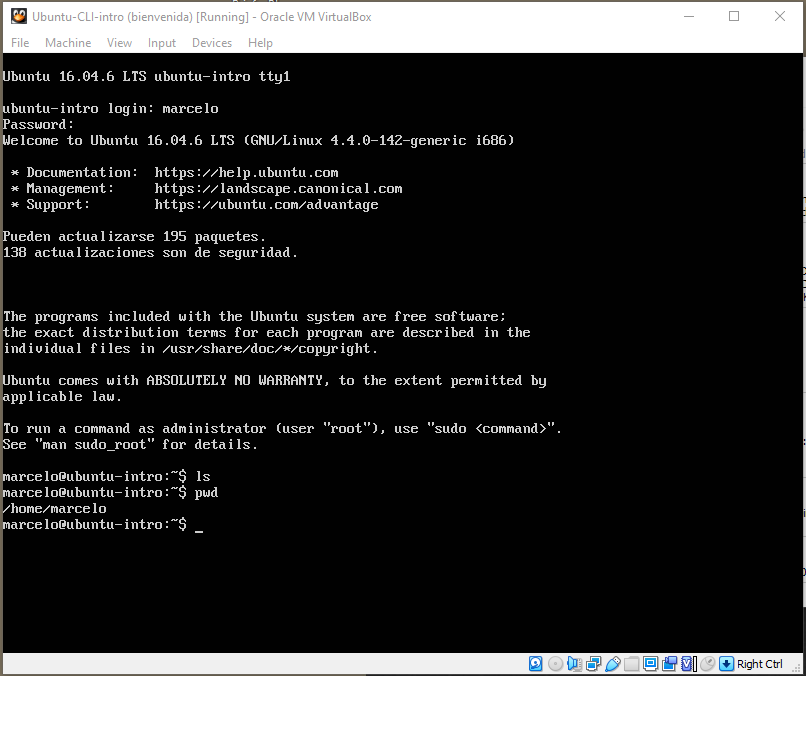 Ubuntu-CLI-intro (bienvenida) [Running] - Oracle VM VirtualBox
File Machine View Input Devices Help
Ubuntu 16.04.6 LTS ubuntu-intro tty1
ubuntu-intro login: marcelo
Password:
Welcome to Ubuntu 16.04.6 LTS (GNU/Linux 4.4.0-142-generic i686)
* Documentation: https://help.ubuntu.com
* Management: https://landscape.canonical.com
* Support: https://ubuntu.com/advantage
Pueden actualizarse 195 paquetes.
138 actualizaciones son de seguridad.
The programs included with the Ubuntu system are free software;
the exact distribution terms for each program are described in the
individual files in /usr/share/doc/*/copyright.
Ubuntu comes with ABSOLUTELY NO WARRANTY, to the extent permitted by
applicable law.
To run a command as administrator (user "root"), use "sudo <command>".
See "man sudo_root" for details.
marcelo@ubuntu-intro:~$ ls
marcelo@ubuntu-intro:~$ pwd
/home/marcelo
marcelo@ubuntu-intro:~$ _
Right Ctrl